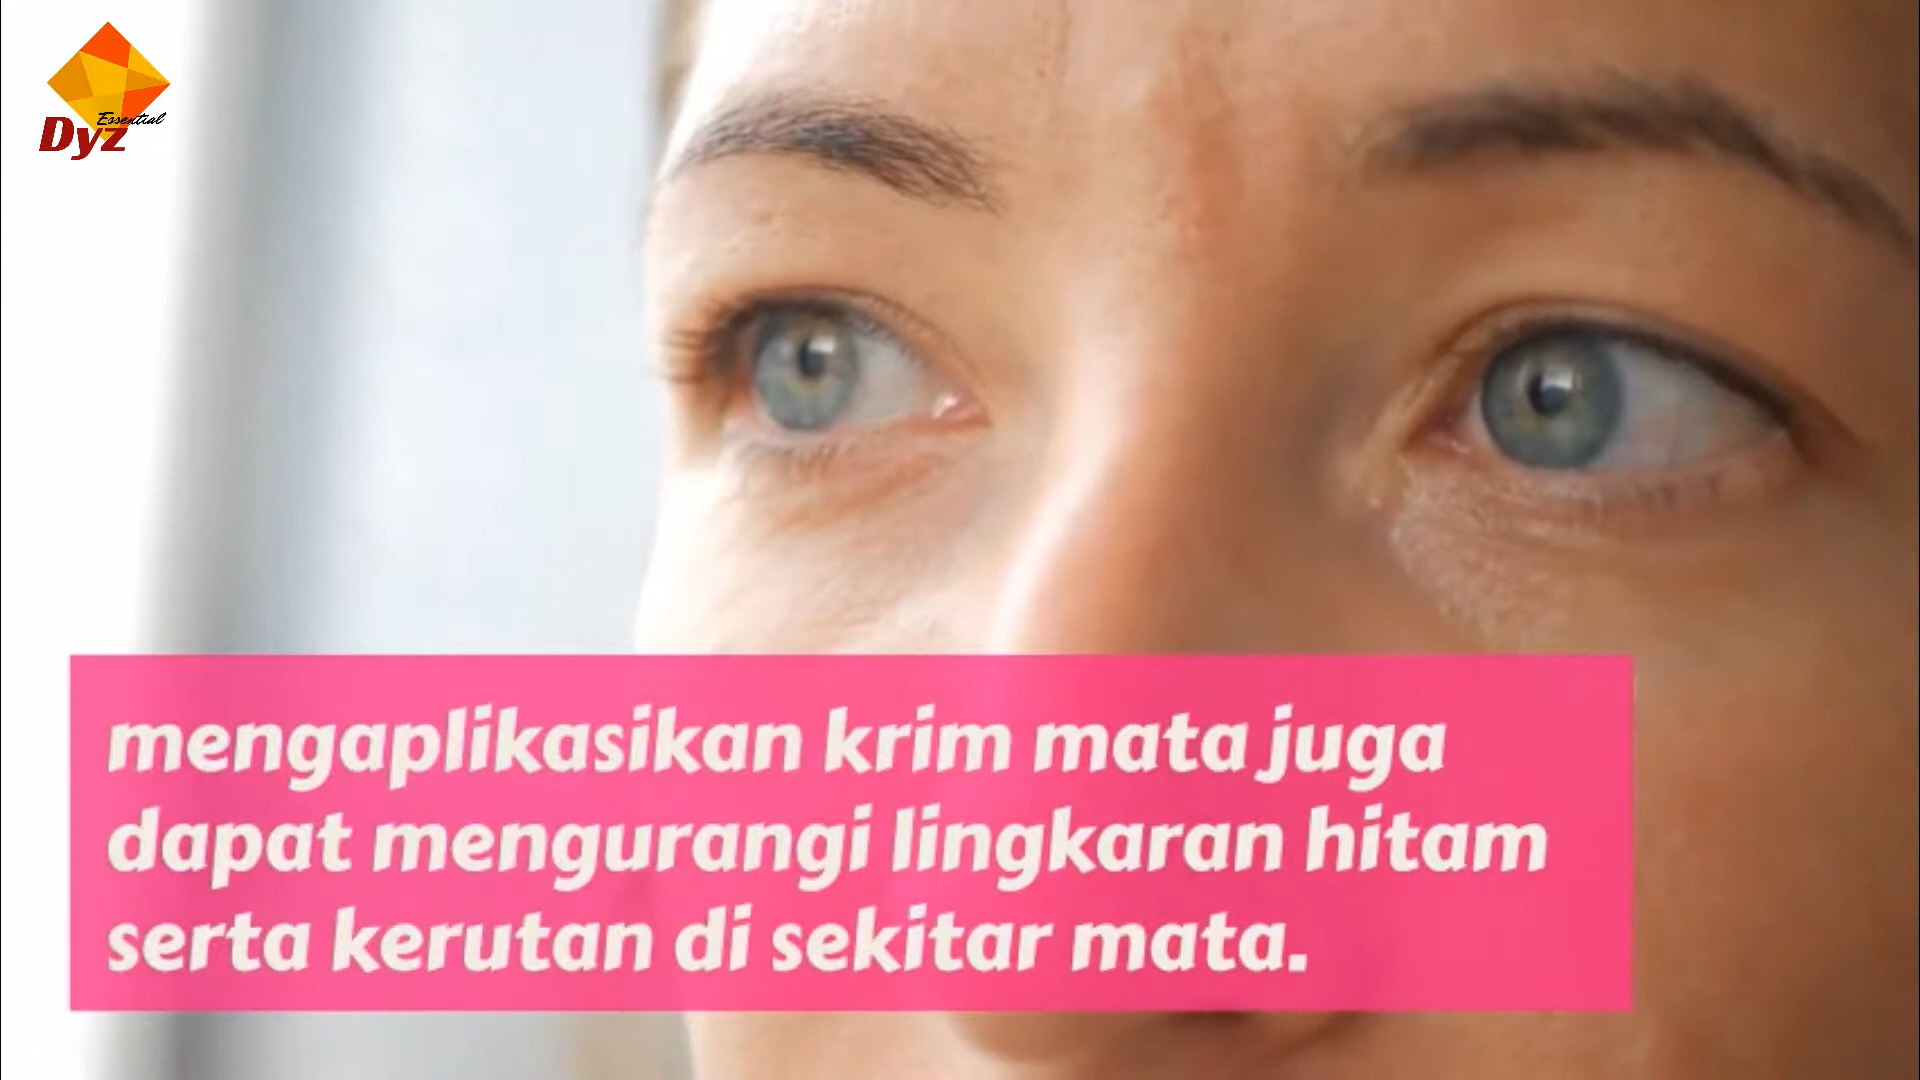 Essential
Dyz
mengaplikasikan krim mata juga
dapat mengurangi lingkaran hitam
serta kerutan di sekitar mata.